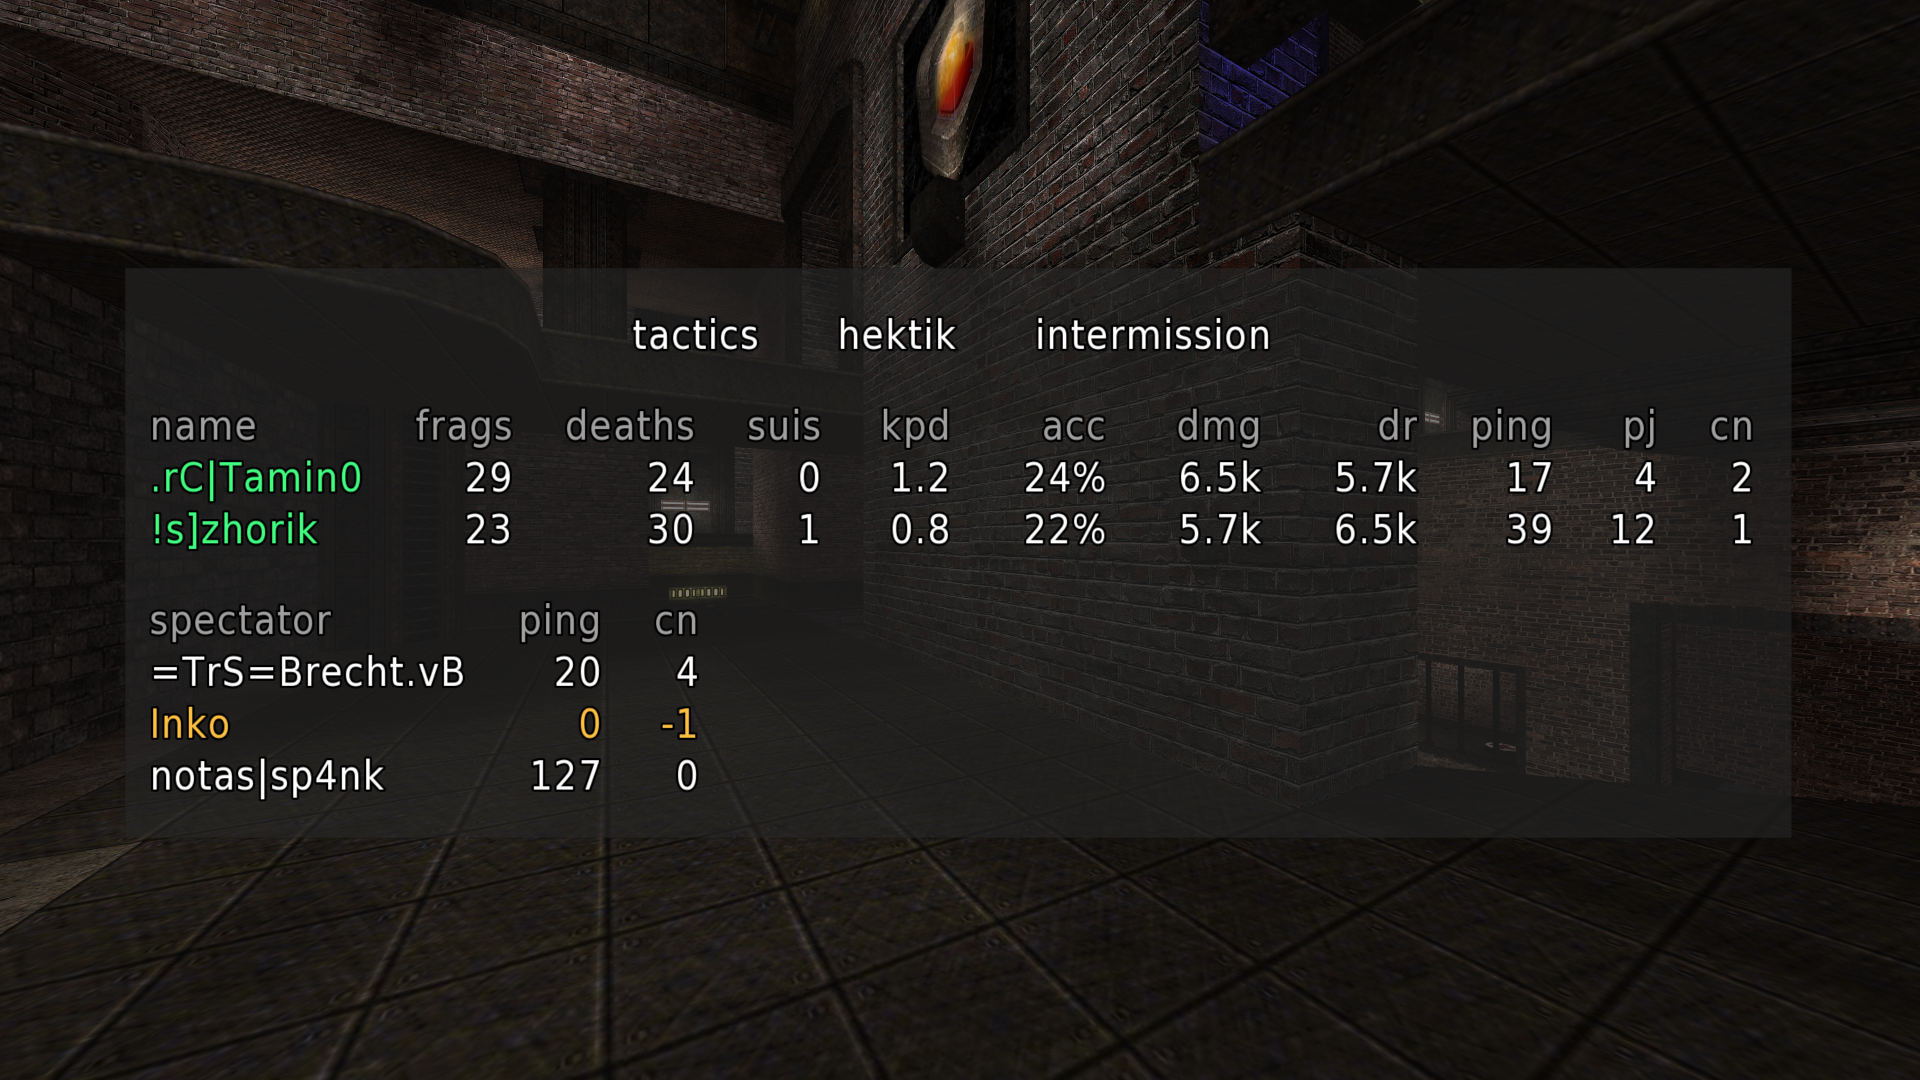 tactics hektik intermission
name frags deaths suis kpd acc dmg dr ping pj cn
.rC|Tamin0 29 24 0 1.2 24% 6.5k 5.7k 17 4 2
!s]zhorik 23 30 1 0.8 22% 5.7k 6.5k 39 12 1
spectator ping cn
=TrS=Brecht.vB 20 4
Inko 0 -1
notas|sp4nk 127 0